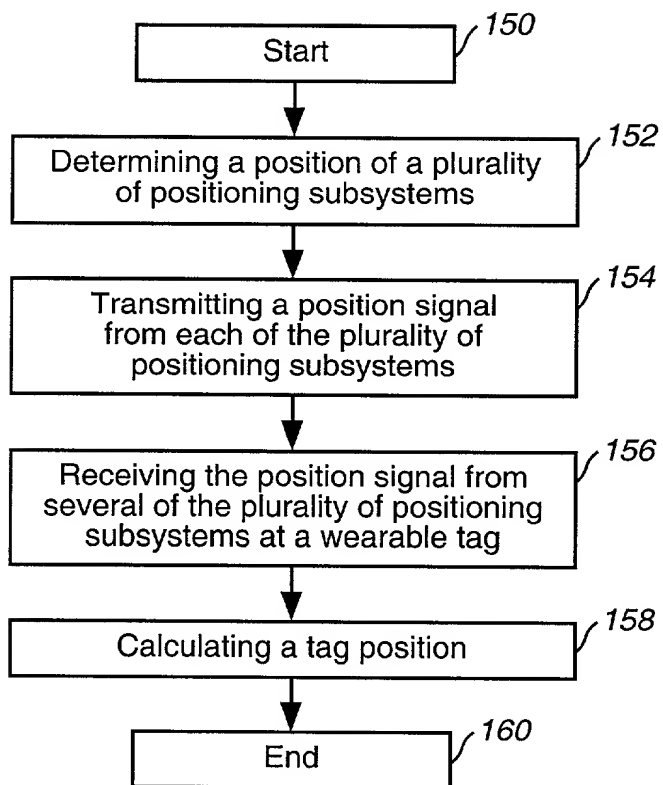 150
Start
152
Determining a position of a plurality
of positioning subsystems
154
Transmitting a position signal
from each of the plurality of
positioning subsystems
156
Receiving the position signal from
several of the plurality of positioning
subsystems at a wearable tag
158
Calculating a tag position
160
End